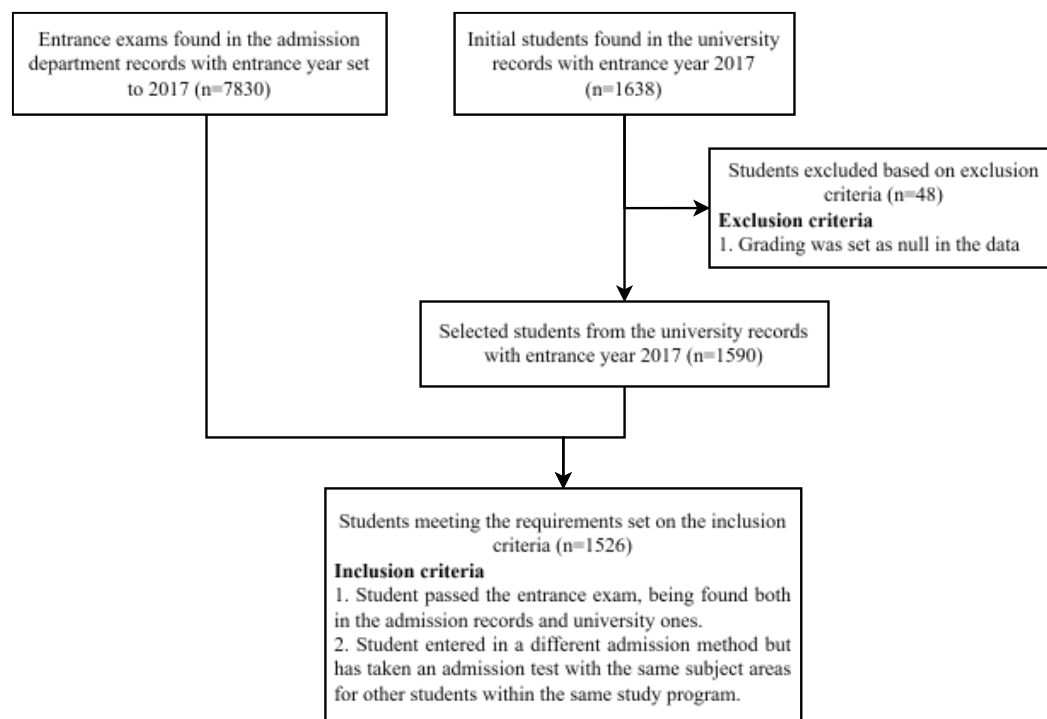 Entrance exams found in the admission
department records with entrance year set
to 2017 (n=7830)
Initial students found in the university
records with entrance year 2017
(n=1638)
Students excluded based on exclusion
criteria (n=48)
Exclusion criteria
1. Grading was set as null in the data
Selected students from the university records
with entrance year 2017 (n=1590)
Students meeting the requirements set on the inclusion
criteria (n=1526)
Inclusion criteria
1. Student passed the entrance exam, being found both
in the admission records and university ones.
2. Student entered in a different admission method but
has taken an admission test with the same subject areas
for other students within the same study program.